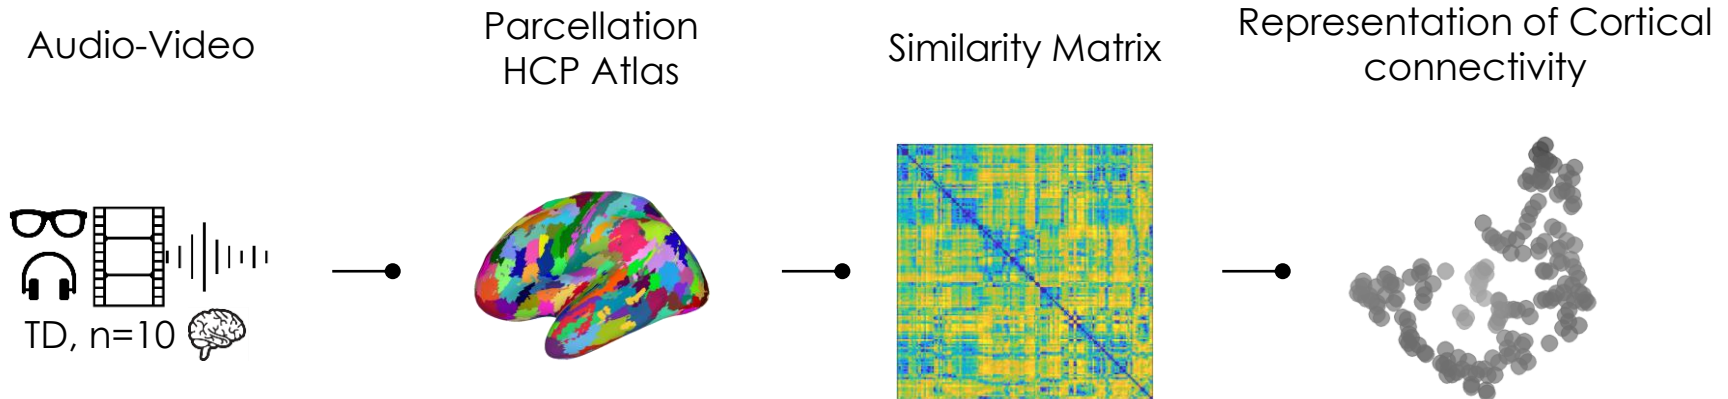 Audio-Video
Parcellation
HCP Atlas
Similarity Matrix
Representation of Cortical
connectivity
TD, n=10